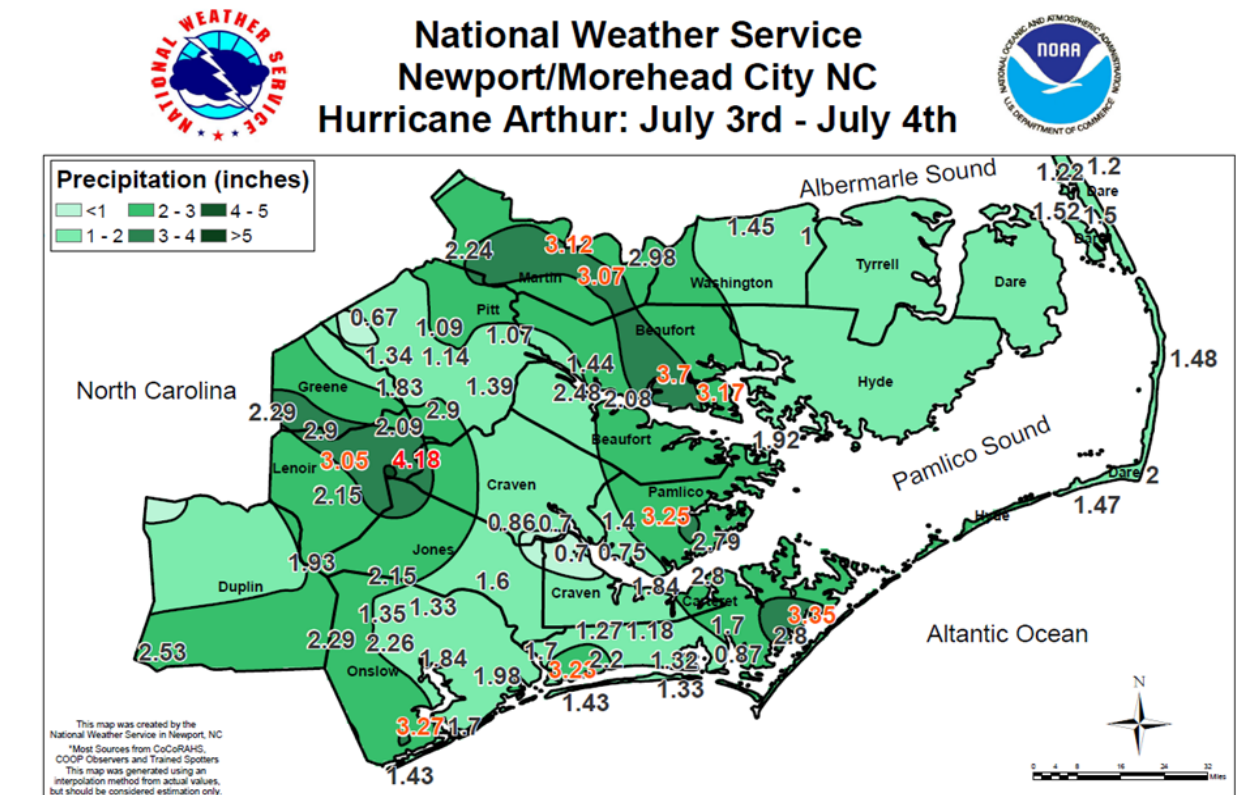 NATIONAL WEATHER SERVICE
National Weather Service
Newport/Morehead City NC
Hurricane Arthur: July 3rd - July 4th
NATIONAL OCEANIC AND ATMOSPHERIC ADMINISTRATION
NOAA
U.S. DEPARTMENT OF COMMERCE
Precipitation (inches)
<1 2 - 3 4 - 5
1 - 2 3 - 4 >5
Albermarle Sound
1.22 1.2
Dare
1.52 1.5
1.45
1
2.24
3.12
2.98
Martin
3.07
Washington
Tyrrell
Dare
0.67
Pitt
1.09
1.07
Beaufort
1.34
1.14
1.44
1.48
North Carolina
Greene
1.83
1.39
3.7
Hyde
2.48
2.08
3.17
2.29
2.9
2.9
2.09
Beaufort
1.92
Pamlico Sound
Lenoir
3.05
4.18
Dare
2
2.15
Craven
Pamlico
1.47
0.86
0.7
1.4
3.25
Hyde
Jones
0.7
0.75
2.79
1.93
2.15
1.6
1.84
2.8
Duplin
Craven
Carteret
1.35
1.33
3.35
1.27
1.18
1.7
2.8
Altantic Ocean
2.53
2.29
2.26
1.84
1.7
3.23
2.2
1.32
0.87
Onslow
1.98
1.43
1.33
3.27
1.7
1.43
N
This map was created by the
National Weather Service in Newport, NC
*Most Sources from CoCoRAHS,
COOP Observers and Trained Spotters
This map was generated using an
interpolation method from actual values,
but should be considered estimation only.
0 4 8 16 24 32
Miles